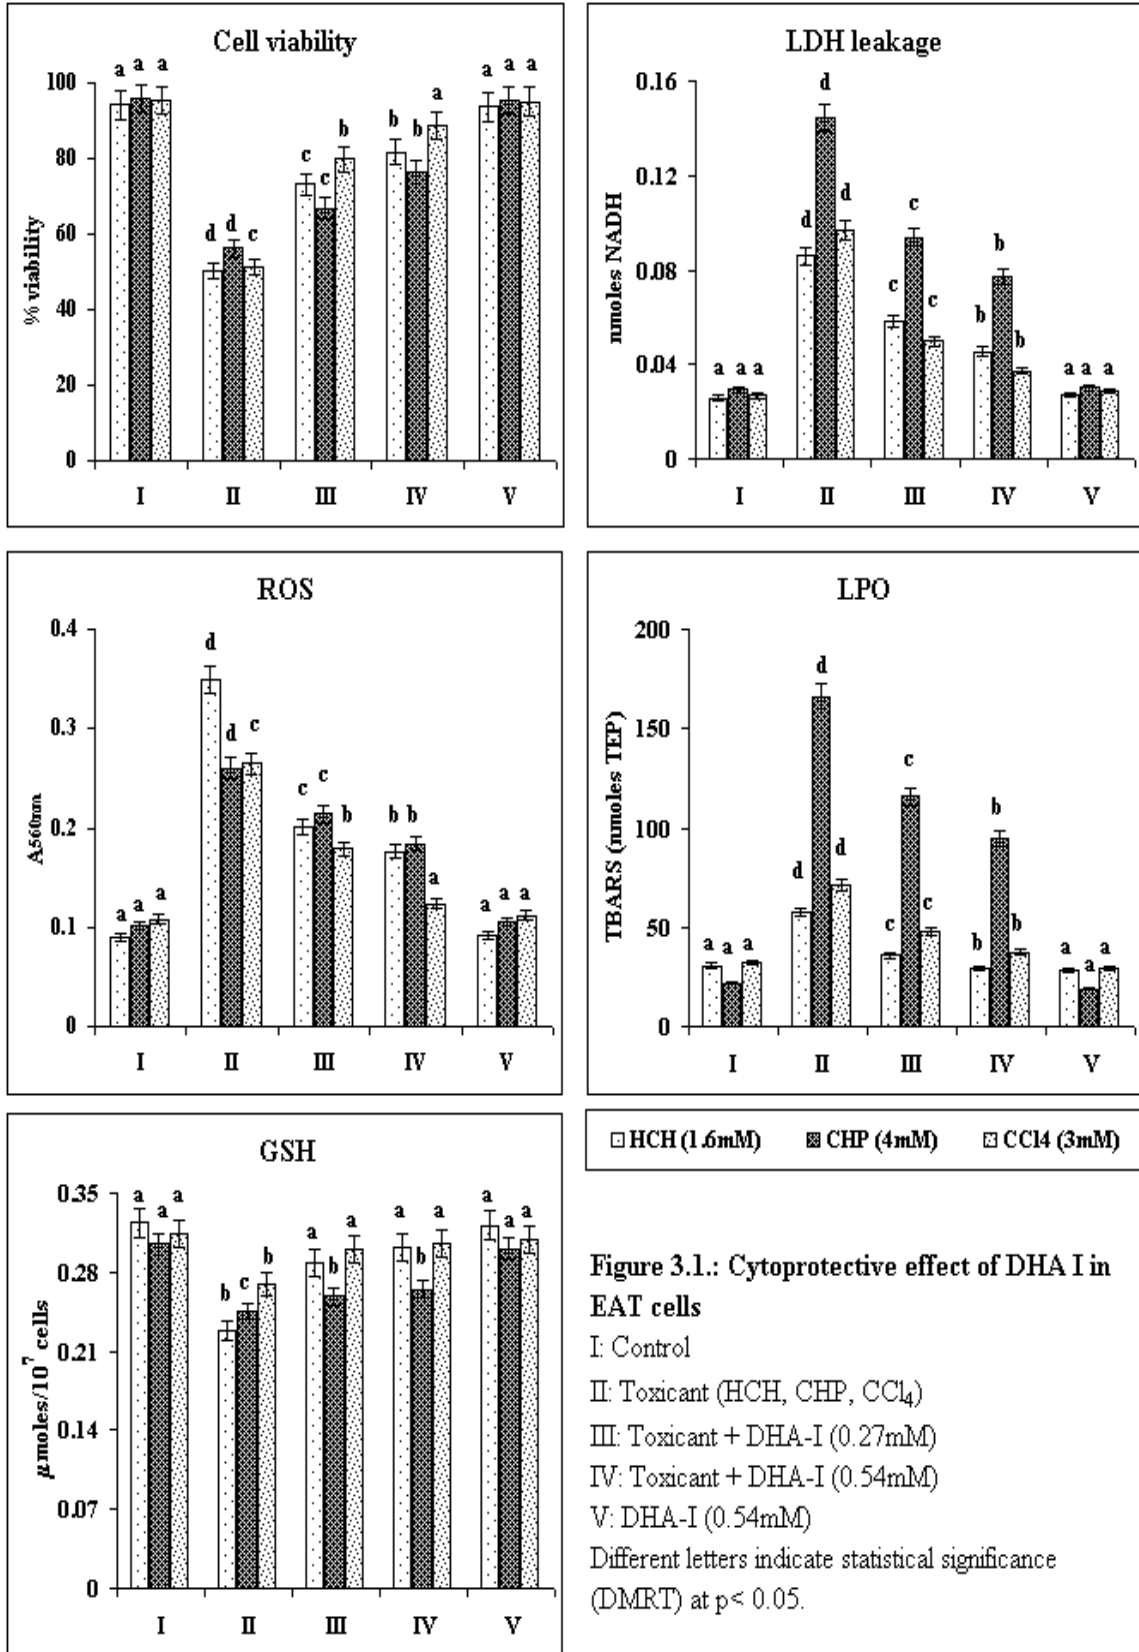 Cell viability
% viability
100
80
60
40
20
0
a a a
d d c
c c b
b b a
a a a
I II III IV V
LDH leakage
nmoles NADH
0.16
0.12
0.08
0.04
0
a a a
d d d
c c c
b b b
a a a
I II III IV V
ROS
A560nm
0.4
0.3
0.2
0.1
0
a a a
d d c
c c b
b b a
a a a
I II III IV V
LPO
TBARS (nmoles TEP)
200
150
100
50
0
a a a
d d d
c c c
b b b
a a a
I II III IV V
GSH
µmoles/10⁷ cells
0.35
0.28
0.21
0.14
0.07
0
a a a
b c b
a b a
a b a
a a a
I II III IV V
HCH (1.6mM) CHP (4mM) CCl4 (3mM)
Figure 3.1.: Cytoprotective effect of DHA I in
EAT cells
I: Control
II: Toxicant (HCH, CHP, CCl₄)
III: Toxicant + DHA-I (0.27mM)
IV: Toxicant + DHA-I (0.54mM)
V: DHA-I (0.54mM)
Different letters indicate statistical significance
(DMRT) at p< 0.05.